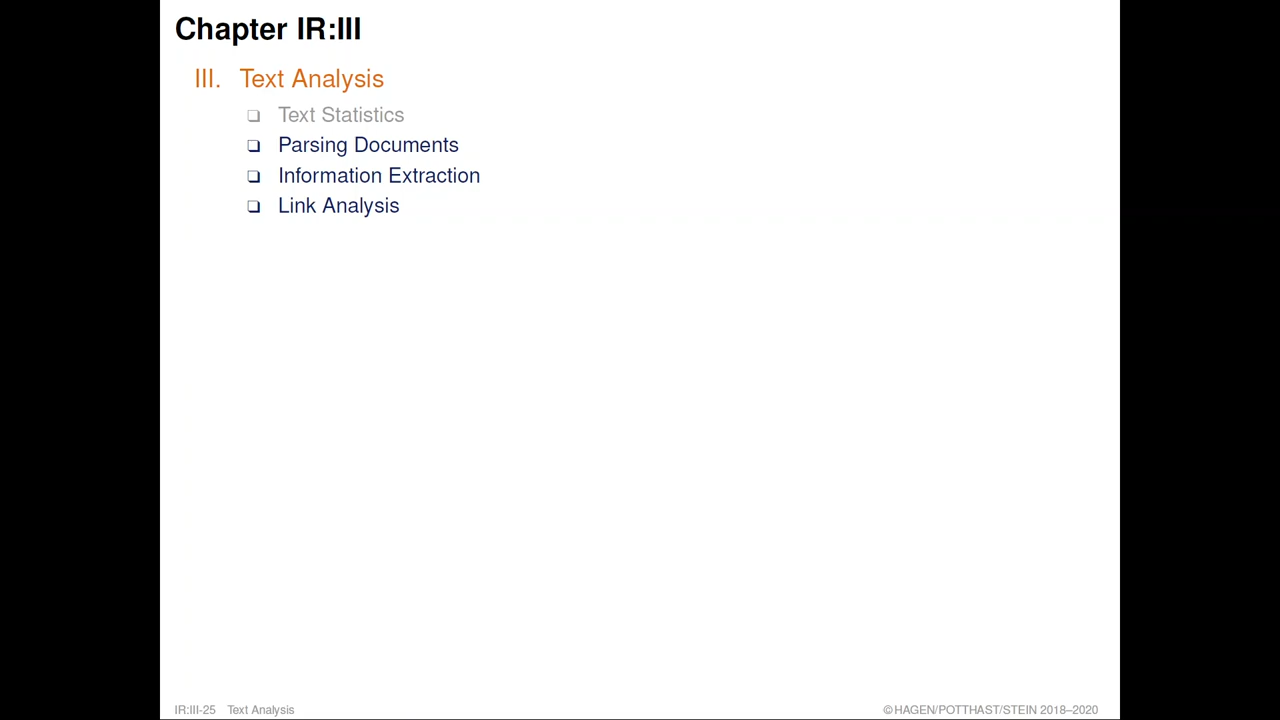 Chapter IR:III
III. Text Analysis
❏ Text Statistics
❏ Parsing Documents
❏ Information Extraction
❏ Link Analysis
IR:III-25 Text Analysis
©HAGEN/POTTHAST/STEIN 2018–2020